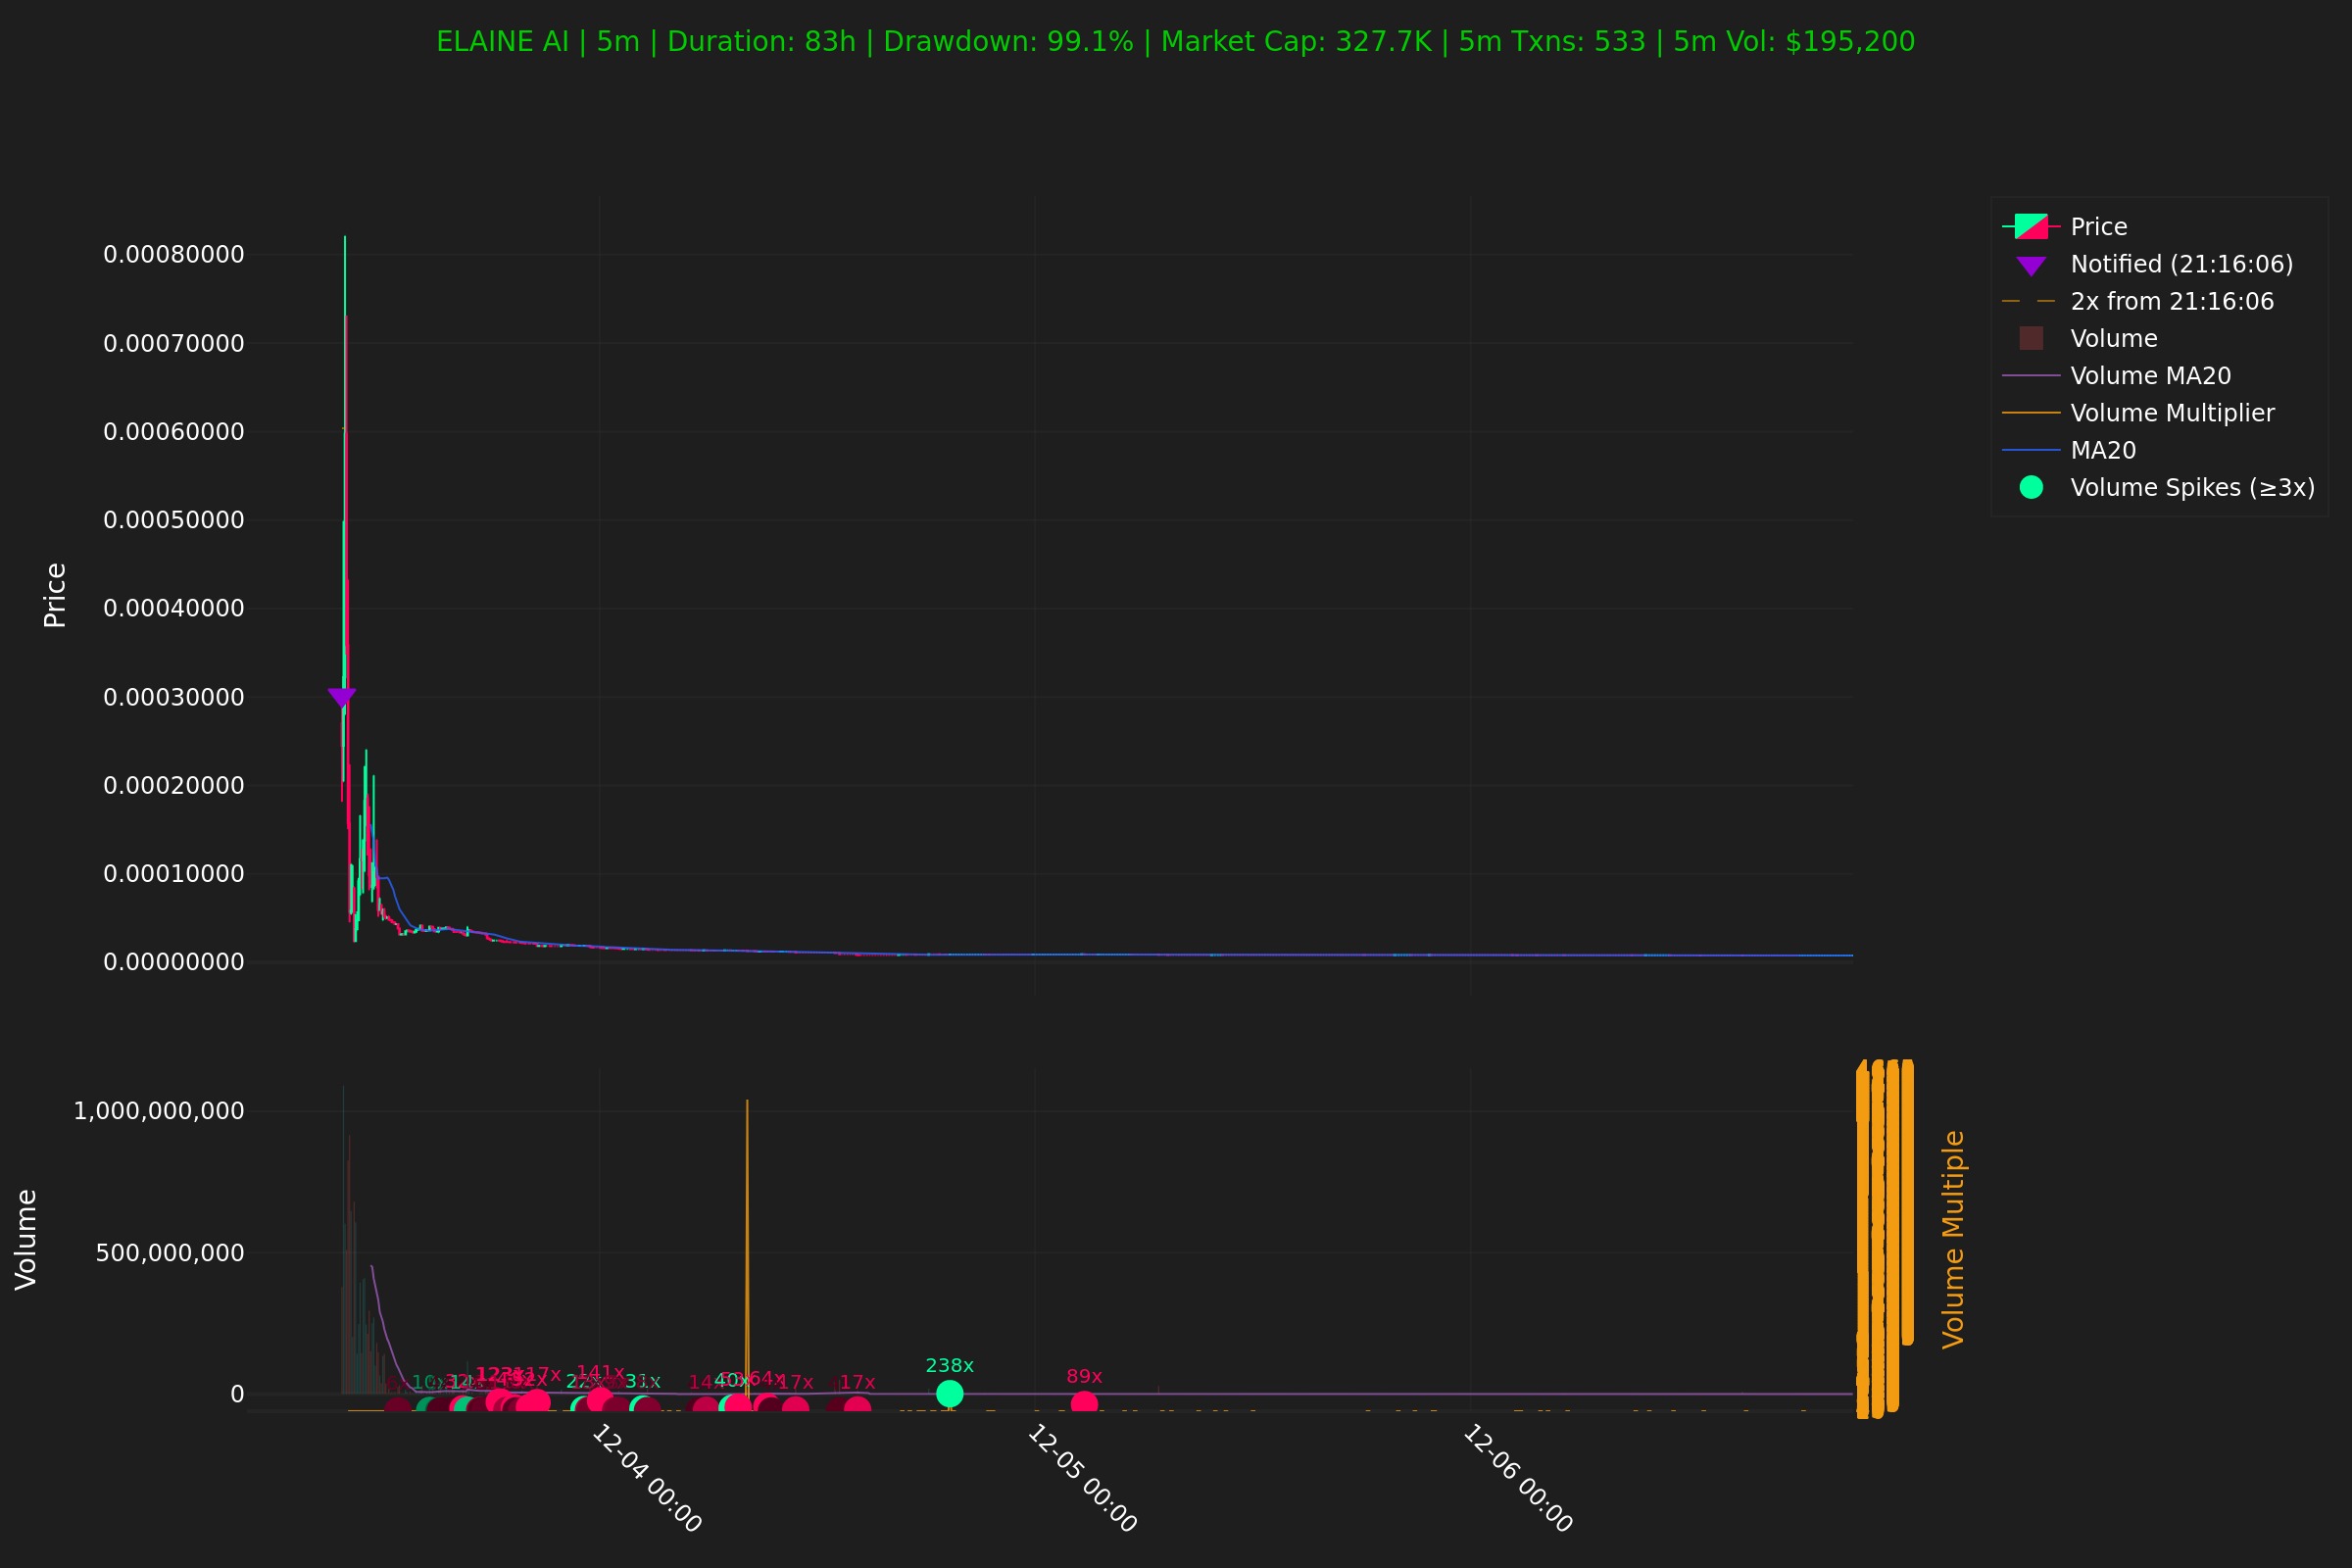 ELAINE AI | 5m | Duration: 83h | Drawdown: 99.1% | Market Cap: 327.7K | 5m Txns: 533 | 5m Vol: $195,200
Price
0.00080000
0.00070000
0.00060000
0.00050000
0.00040000
0.00030000
0.00020000
0.00010000
0.00000000
Price
Notified (21:16:06)
2x from 21:16:06
Volume
Volume MA20
Volume Multiplier
MA20
Volume Spikes (≥3x)
Volume
1,000,000,000
500,000,000
0
141x
31x
40x
64x
17x
17x
238x
89x
Volume Multiple
12-04 00:00
12-05 00:00
12-06 00:00